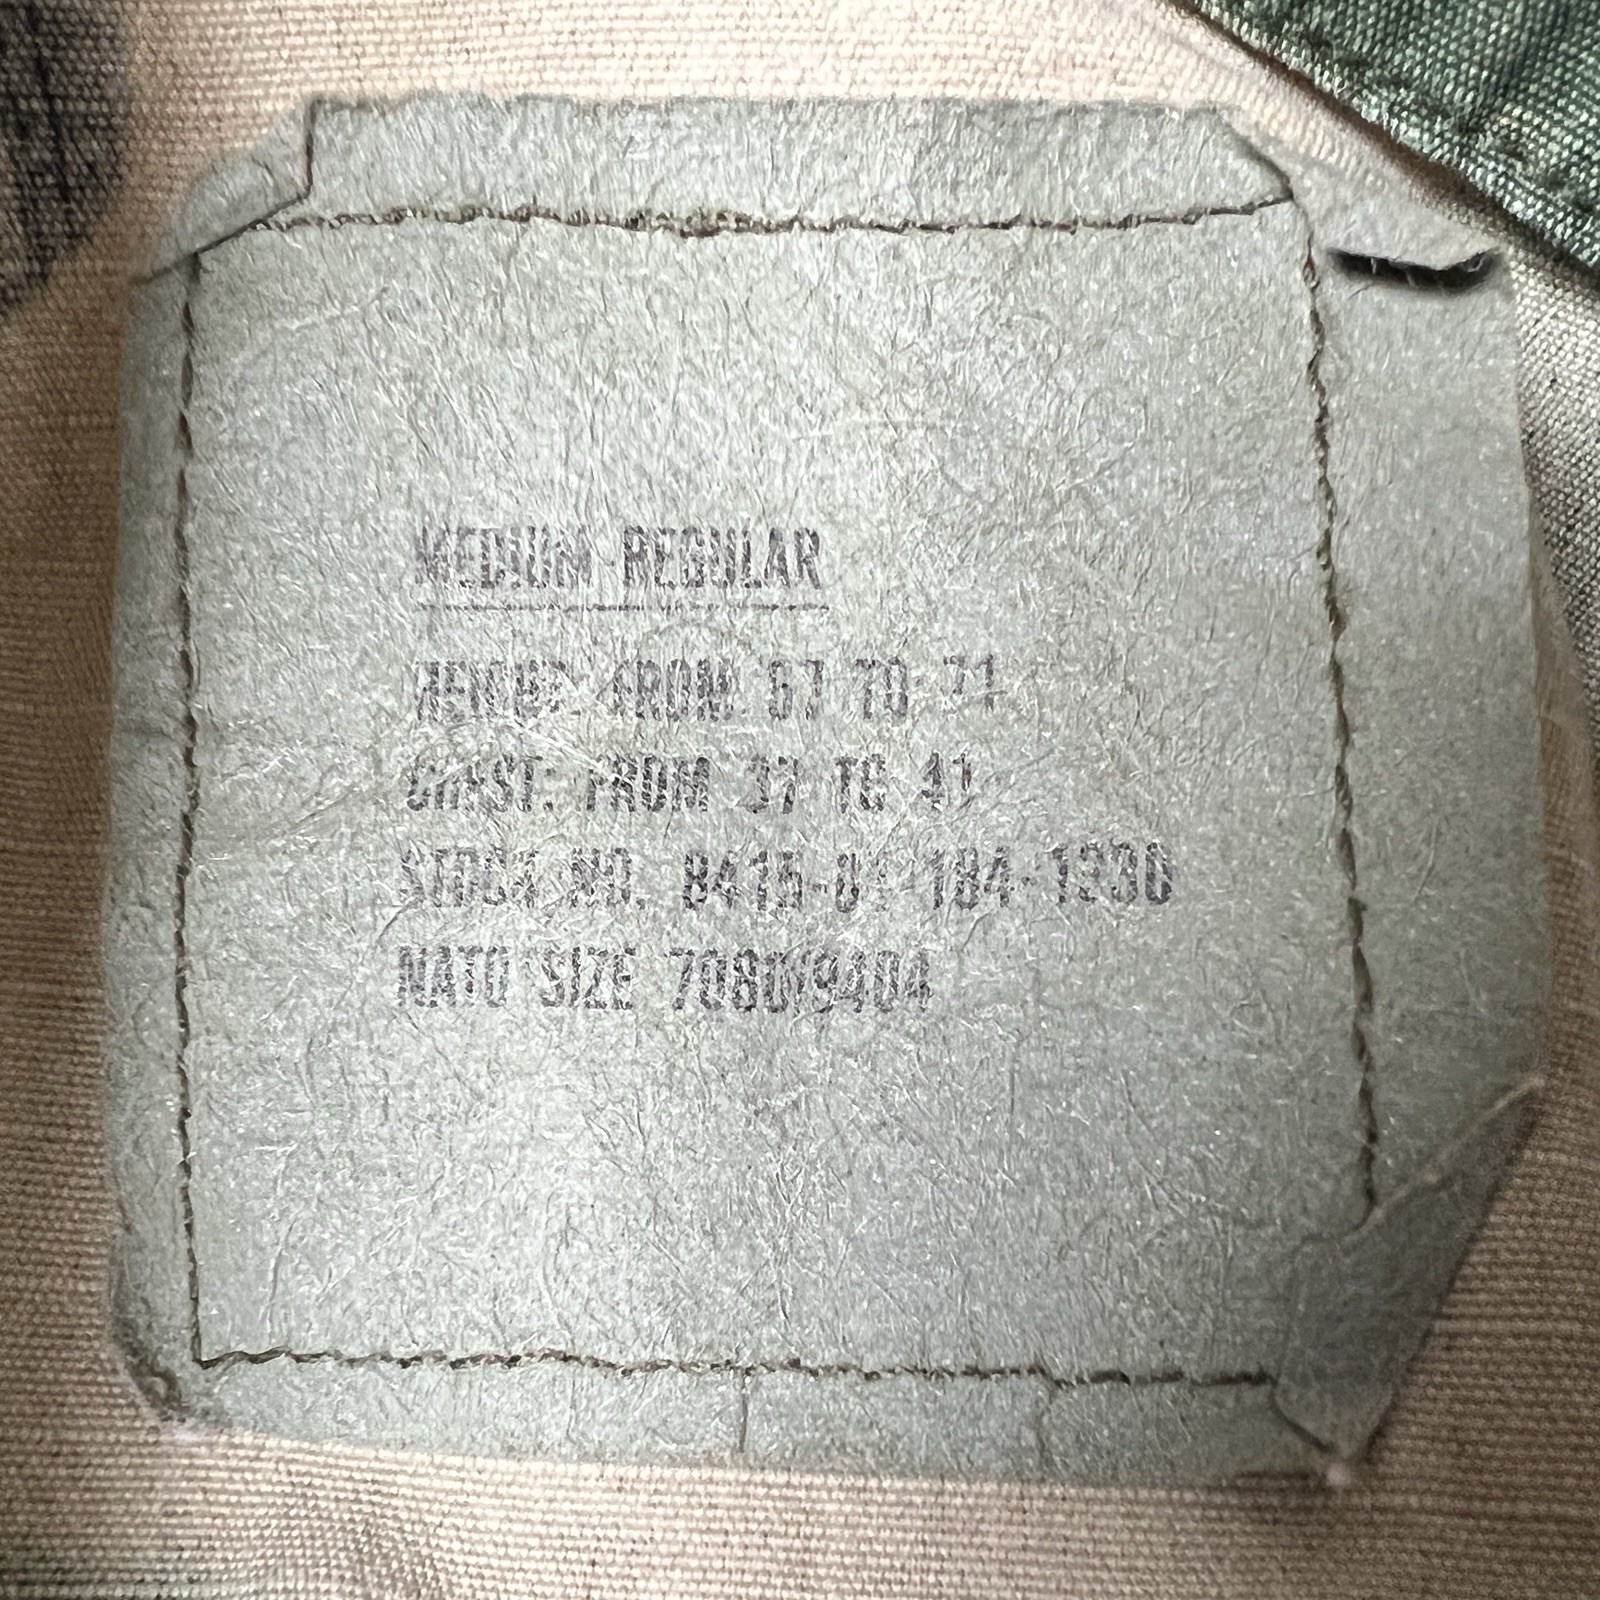 MEDIUM-REGULAR
HEIGHT: FROM 67 TO 71
CHEST: FROM 37 TO 41
STOCK NO. 8415-01-184-1330
NATO SIZE 7080/9404